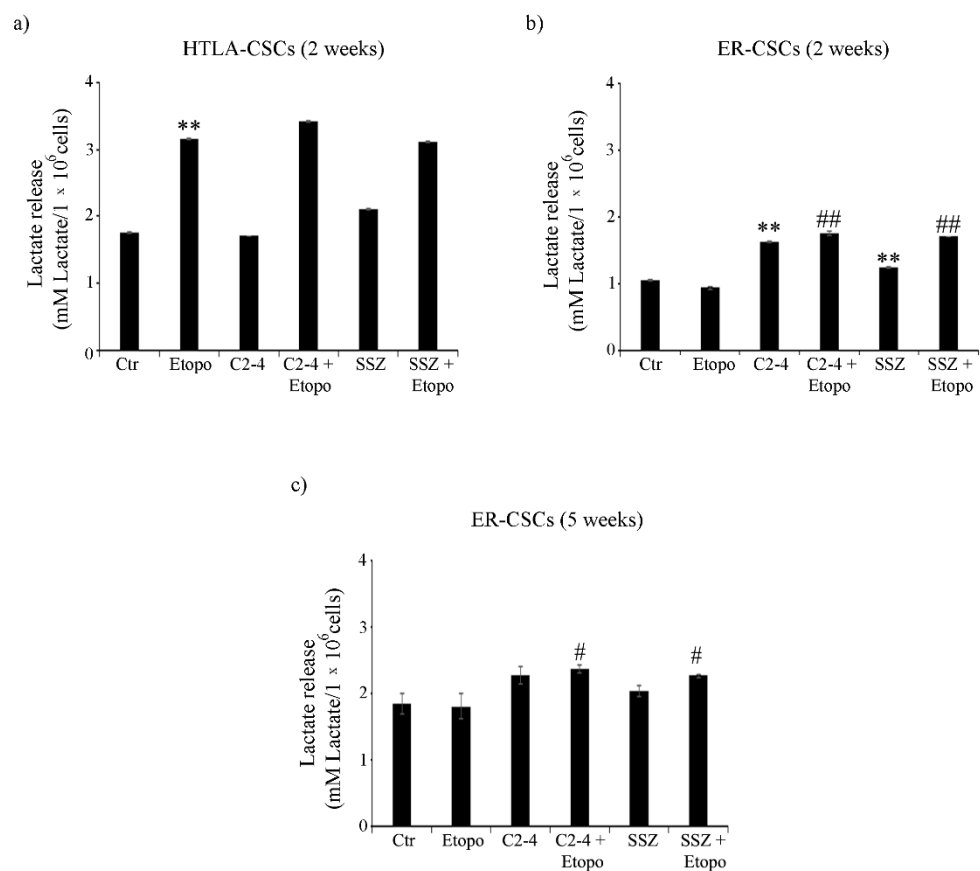 a)
HTLA-CSCs (2 weeks)
Lactate release
(mM Lactate/1 × 10⁶cells)
4
3
2
1
0
**
Ctr
Etopo
C2-4
C2-4 +
Etopo
SSZ
SSZ +
Etopo
b)
ER-CSCs (2 weeks)
Lactate release
(mM Lactate/1 × 10⁶cells)
4
3
2
1
0
**
##
**
##
Ctr
Etopo
C2-4
C2-4 +
Etopo
SSZ
SSZ +
Etopo
c)
ER-CSCs (5 weeks)
Lactate release
(mM Lactate/1 × 10⁶cells)
4
3
2
1
0
#
#
Ctr
Etopo
C2-4
C2-4 +
Etopo
SSZ
SSZ +
Etopo